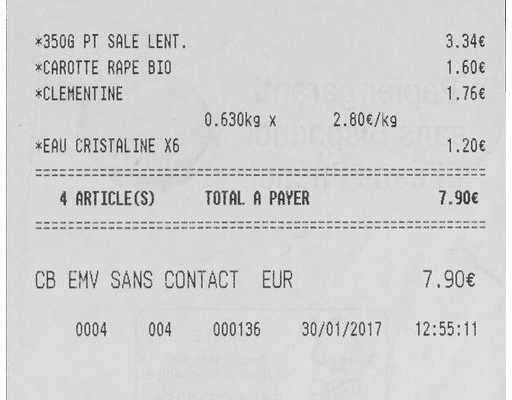 *350G PT SALE LENT. 3.34€
*CAROTTE RAPE BIO 1.60€
*CLEMENTINE 1.76€
0.630kg x 2.80€/kg
*EAU CRISTALINE X6 1.20€
4 ARTICLE(S) TOTAL A PAYER 7.90€
CB EMV SANS CONTACT EUR 7.90€
0004 004 000136 30/01/2017 12:55:11